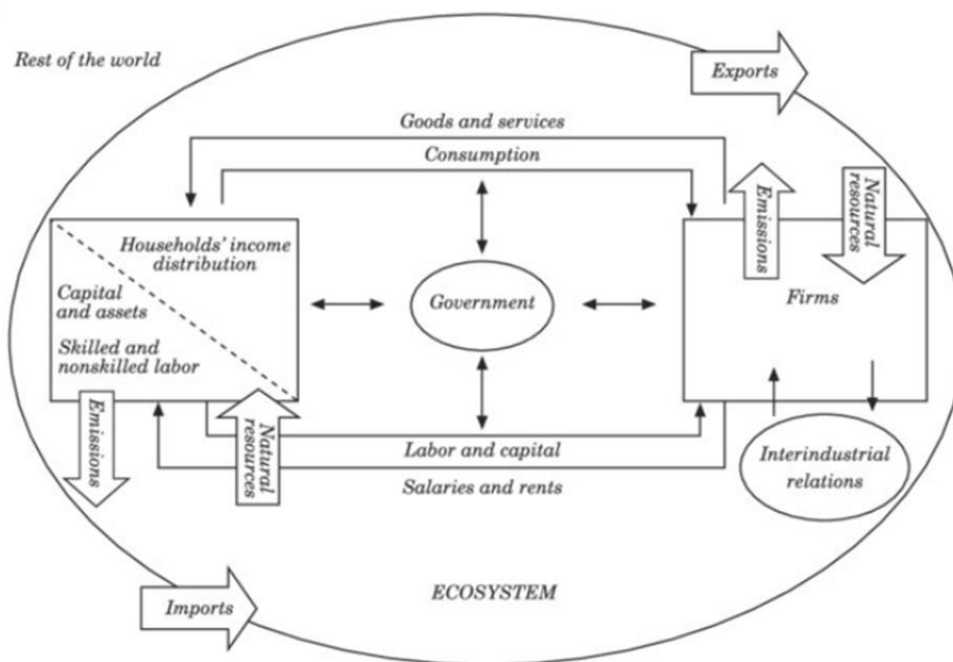 Rest of the world
Exports
Goods and services
Consumption
Emissions
Natural
resources
Households' income
distribution
Capital
and assets
Skilled and
nonskilled labor
Government
Firms
Emissions
Natural
resources
Labor and capital
Salaries and rents
Interindustrial
relations
ECOSYSTEM
Imports